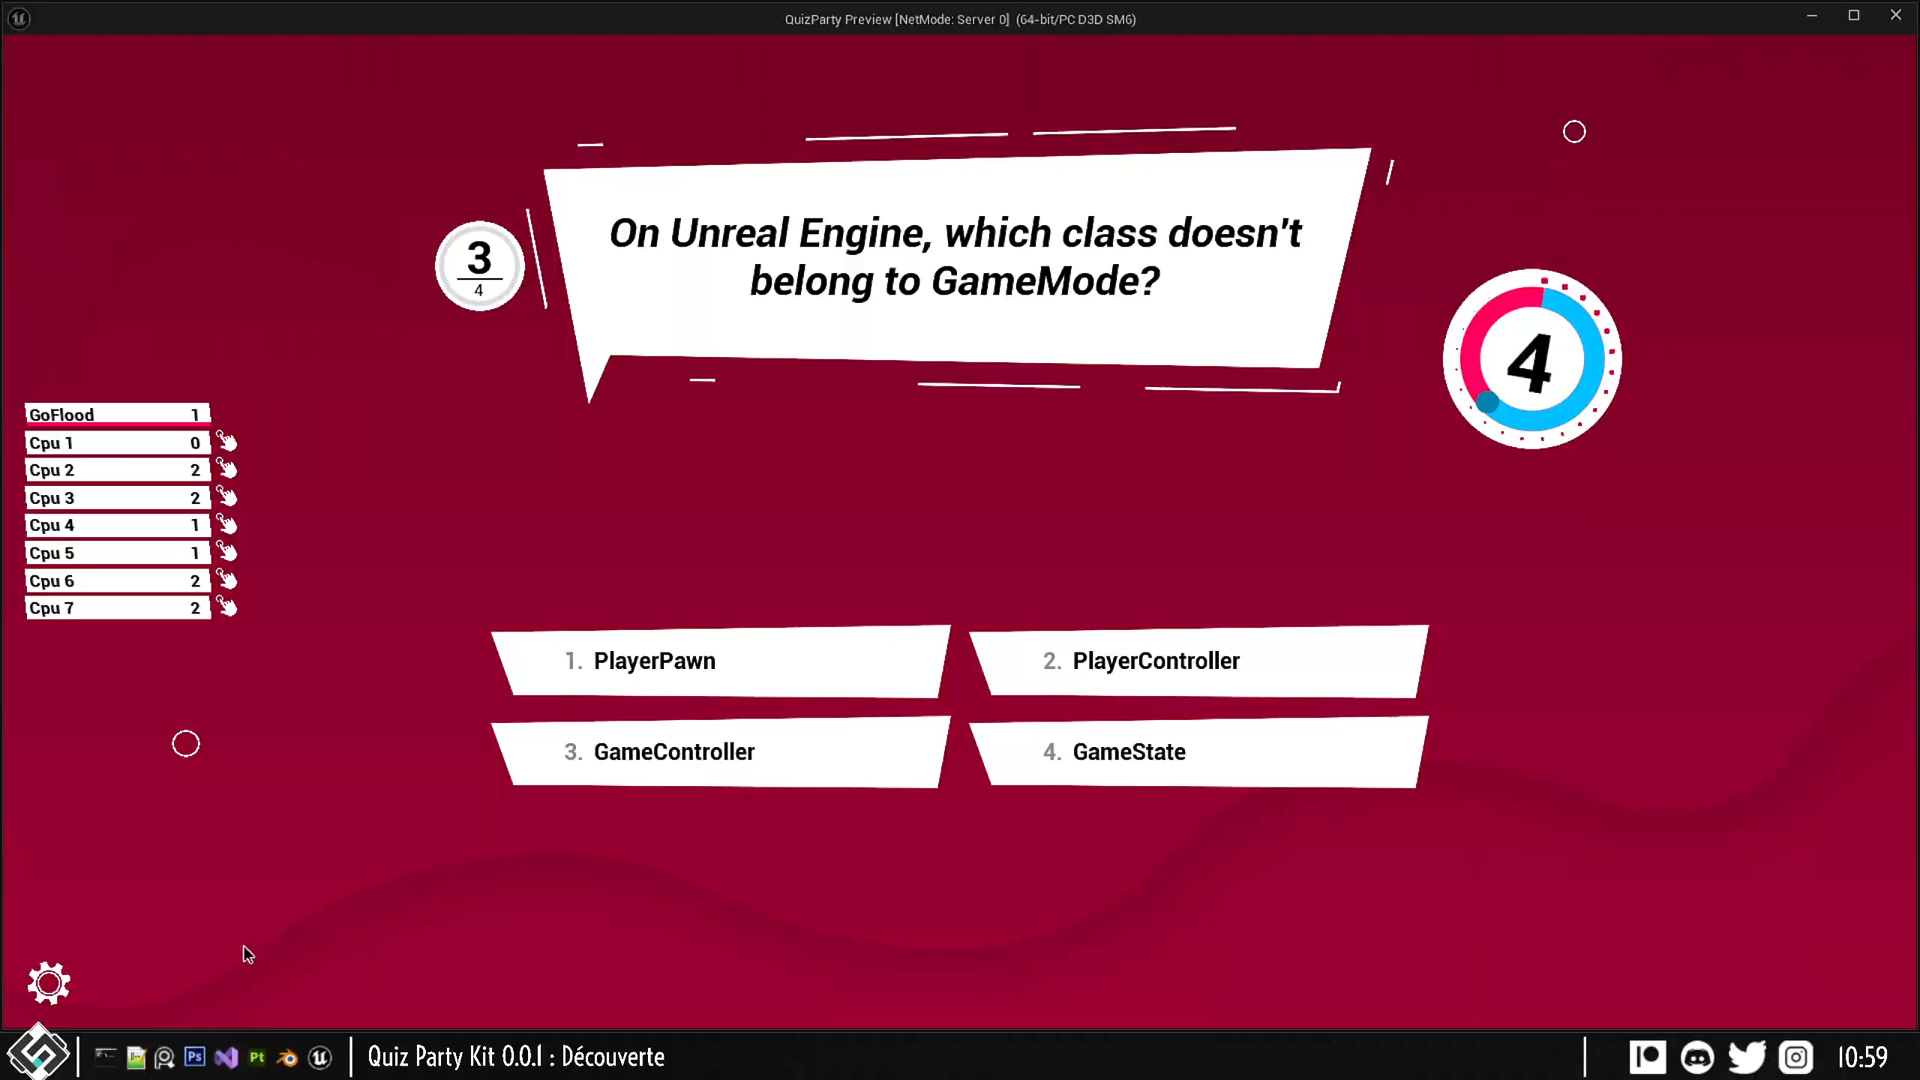 QuizParty Preview [NetMode: Server 0]  (64-bit/PC D3D SM6)
On Unreal Engine, which class doesn't
belong to GameMode?
3
4
4
GoFlood 1
Cpu 1 0
Cpu 2 2
Cpu 3 2
Cpu 4 1
Cpu 5 1
Cpu 6 2
Cpu 7 2
1. PlayerPawn
2. PlayerController
3. GameController
4. GameState
Ps
Pt
Quiz Party Kit 0.0.1 : Découverte
10:59